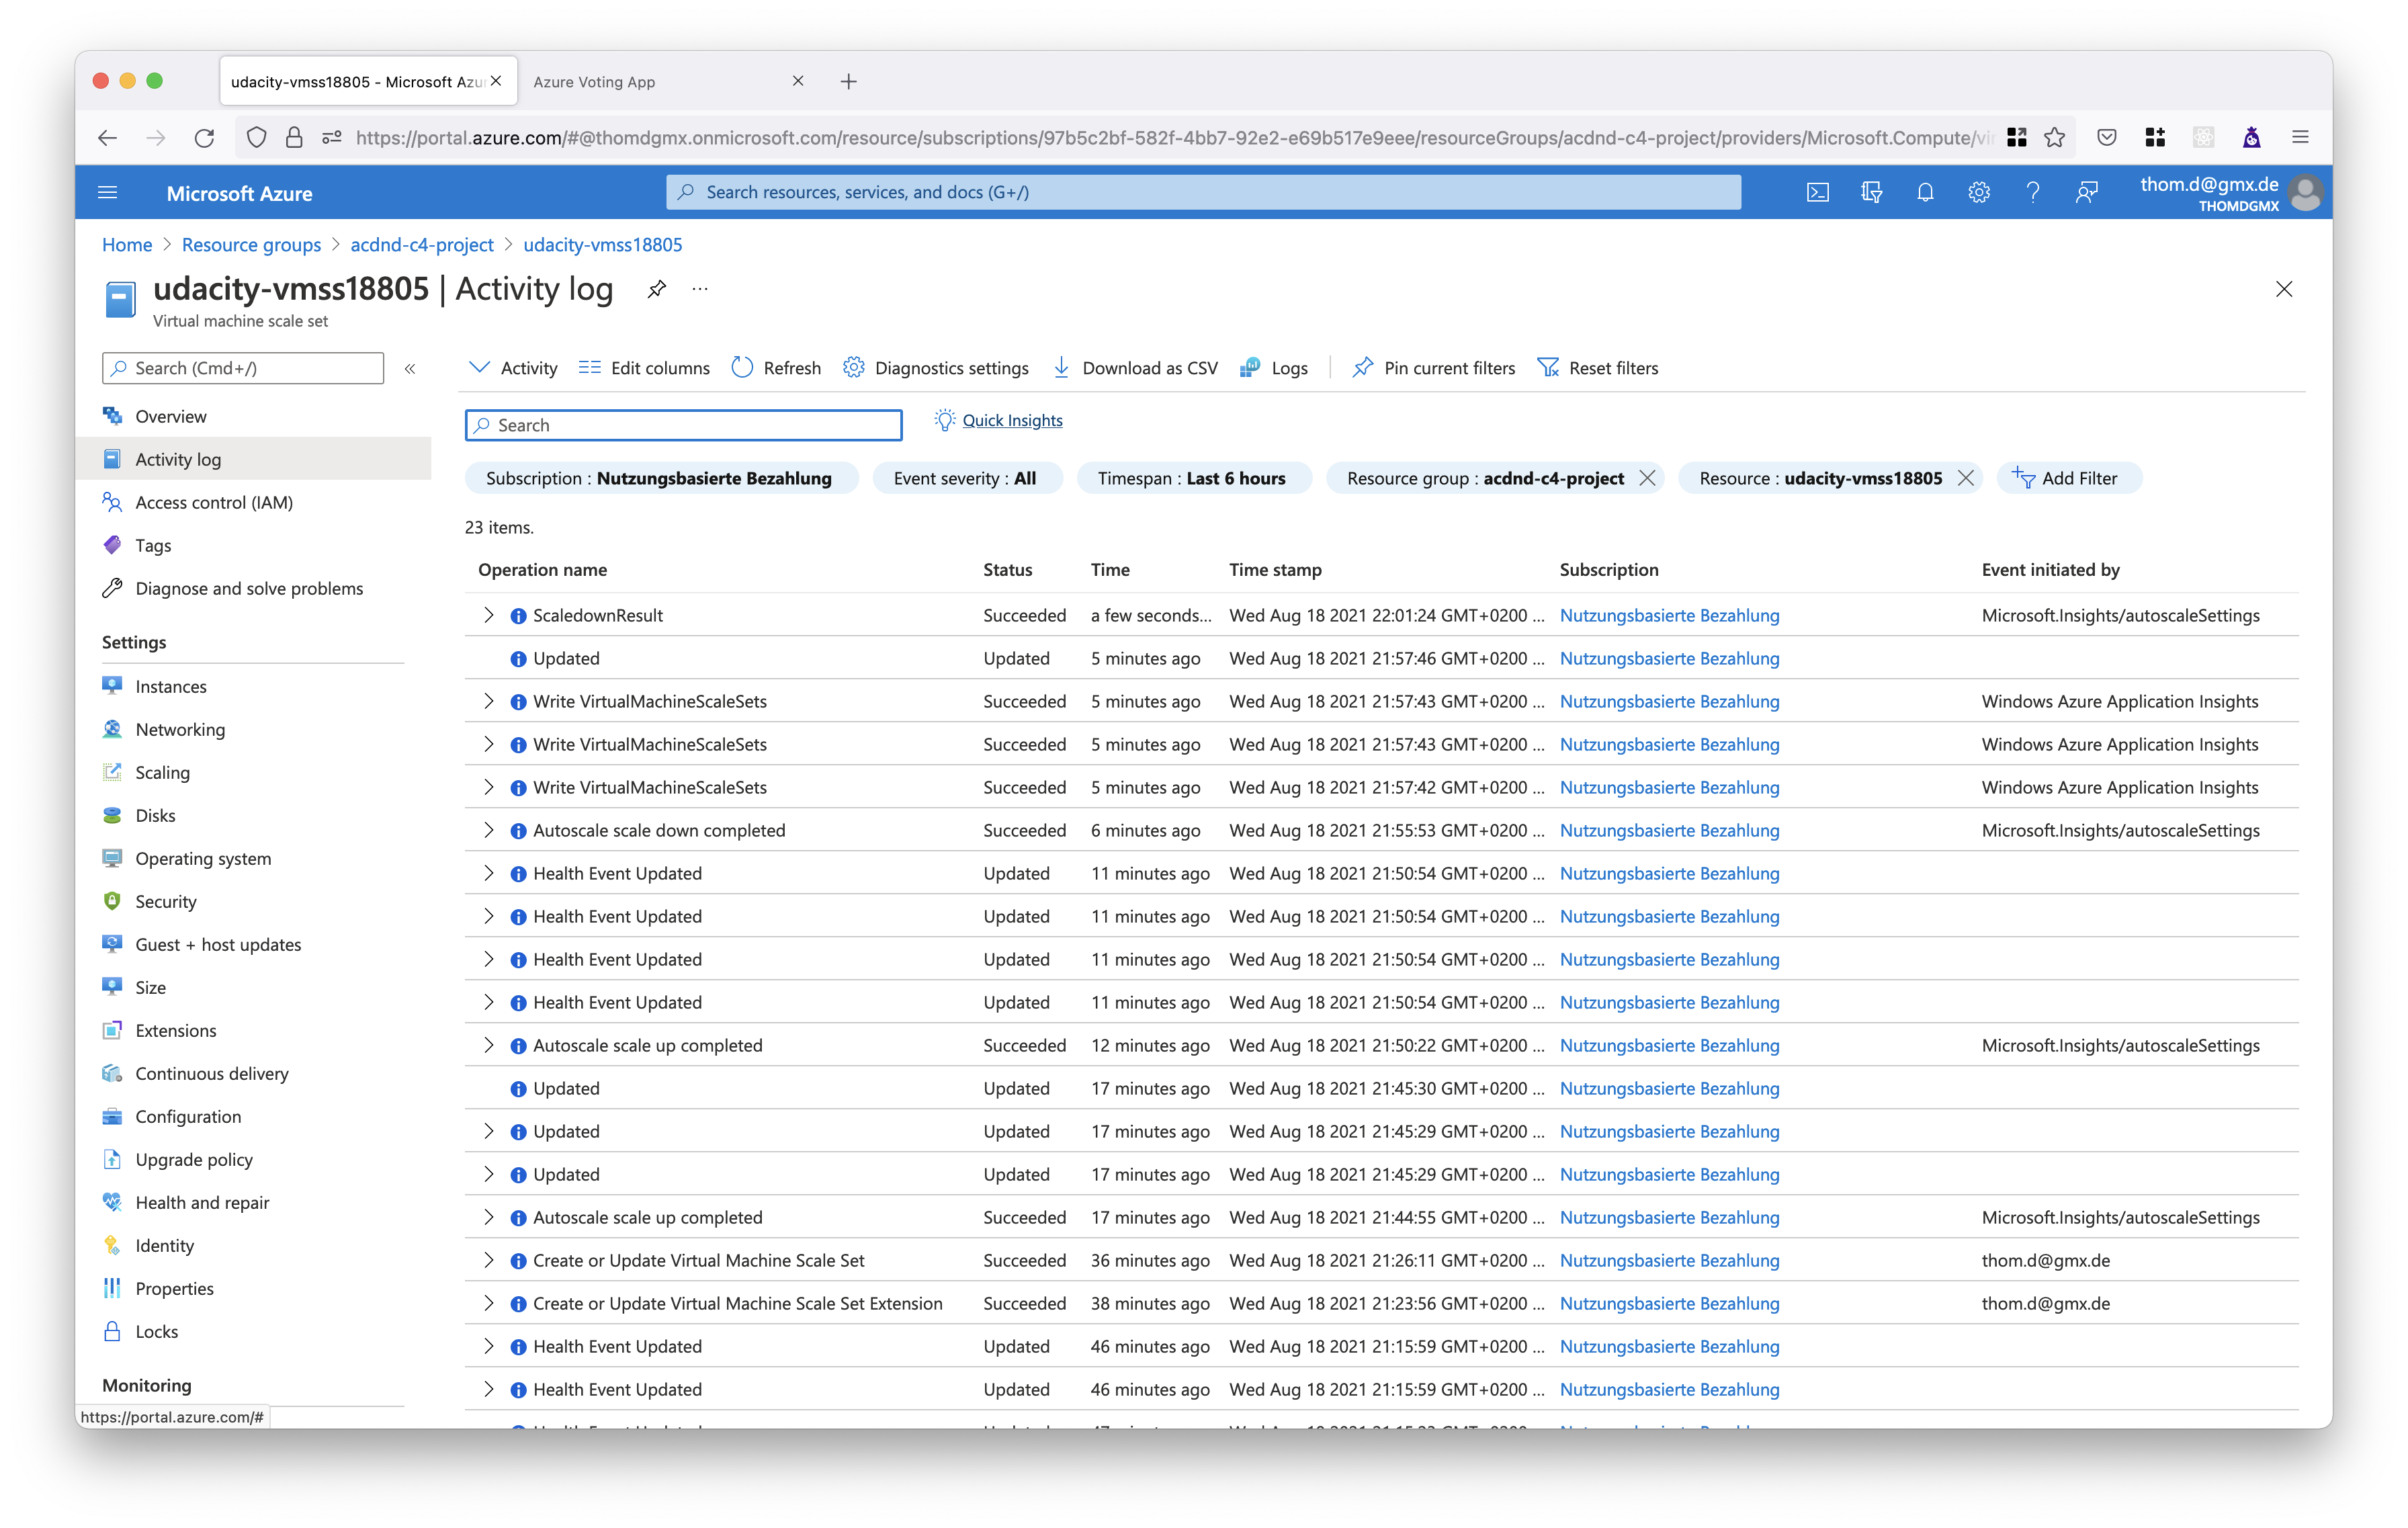 udacity-vmss18805 - Microsoft Azu
Azure Voting App
https://portal.azure.com/#@thomdgmx.onmicrosoft.com/resource/subscriptions/97b5c2bf-582f-4bb7-92e2-e69b517e9eee/resourceGroups/acdnd-c4-project/providers/Microsoft.Compute/vi
Microsoft Azure
Search resources, services, and docs (G+/)
thom.d@gmx.de
THOMDGMX
Home > Resource groups > acdnd-c4-project > udacity-vmss18805
udacity-vmss18805 | Activity log
Virtual machine scale set
Search (Cmd+/)
Overview
Activity log
Access control (IAM)
Tags
Diagnose and solve problems
Settings
Instances
Networking
Scaling
Disks
Operating system
Security
Guest + host updates
Size
Extensions
Continuous delivery
Configuration
Upgrade policy
Health and repair
Identity
Properties
Locks
Monitoring
https://portal.azure.com/#
Activity Edit columns Refresh Diagnostics settings Download as CSV Logs Pin current filters Reset filters
Search Quick Insights
Subscription : Nutzungsbasierte Bezahlung Event severity : All Timespan : Last 6 hours Resource group : acdnd-c4-project Resource : udacity-vmss18805 Add Filter
23 items.
Operation name Status Time Time stamp Subscription Event initiated by
ScaledownResult Succeeded a few seconds... Wed Aug 18 2021 22:01:24 GMT+0200 ... Nutzungsbasierte Bezahlung Microsoft.Insights/autoscaleSettings
Updated Updated 5 minutes ago Wed Aug 18 2021 21:57:46 GMT+0200 ... Nutzungsbasierte Bezahlung
Write VirtualMachineScaleSets Succeeded 5 minutes ago Wed Aug 18 2021 21:57:43 GMT+0200 ... Nutzungsbasierte Bezahlung Windows Azure Application Insights
Write VirtualMachineScaleSets Succeeded 5 minutes ago Wed Aug 18 2021 21:57:43 GMT+0200 ... Nutzungsbasierte Bezahlung Windows Azure Application Insights
Write VirtualMachineScaleSets Succeeded 5 minutes ago Wed Aug 18 2021 21:57:42 GMT+0200 ... Nutzungsbasierte Bezahlung Windows Azure Application Insights
Autoscale scale down completed Succeeded 6 minutes ago Wed Aug 18 2021 21:55:53 GMT+0200 ... Nutzungsbasierte Bezahlung Microsoft.Insights/autoscaleSettings
Health Event Updated Updated 11 minutes ago Wed Aug 18 2021 21:50:54 GMT+0200 ... Nutzungsbasierte Bezahlung
Health Event Updated Updated 11 minutes ago Wed Aug 18 2021 21:50:54 GMT+0200 ... Nutzungsbasierte Bezahlung
Health Event Updated Updated 11 minutes ago Wed Aug 18 2021 21:50:54 GMT+0200 ... Nutzungsbasierte Bezahlung
Health Event Updated Updated 11 minutes ago Wed Aug 18 2021 21:50:54 GMT+0200 ... Nutzungsbasierte Bezahlung
Autoscale scale up completed Succeeded 12 minutes ago Wed Aug 18 2021 21:50:22 GMT+0200 ... Nutzungsbasierte Bezahlung Microsoft.Insights/autoscaleSettings
Updated Updated 17 minutes ago Wed Aug 18 2021 21:45:30 GMT+0200 ... Nutzungsbasierte Bezahlung
Updated Updated 17 minutes ago Wed Aug 18 2021 21:45:29 GMT+0200 ... Nutzungsbasierte Bezahlung
Updated Updated 17 minutes ago Wed Aug 18 2021 21:45:29 GMT+0200 ... Nutzungsbasierte Bezahlung
Autoscale scale up completed Succeeded 17 minutes ago Wed Aug 18 2021 21:44:55 GMT+0200 ... Nutzungsbasierte Bezahlung Microsoft.Insights/autoscaleSettings
Create or Update Virtual Machine Scale Set Succeeded 36 minutes ago Wed Aug 18 2021 21:26:11 GMT+0200 ... Nutzungsbasierte Bezahlung thom.d@gmx.de
Create or Update Virtual Machine Scale Set Extension Succeeded 38 minutes ago Wed Aug 18 2021 21:23:56 GMT+0200 ... Nutzungsbasierte Bezahlung thom.d@gmx.de
Health Event Updated Updated 46 minutes ago Wed Aug 18 2021 21:15:59 GMT+0200 ... Nutzungsbasierte Bezahlung
Health Event Updated Updated 46 minutes ago Wed Aug 18 2021 21:15:59 GMT+0200 ... Nutzungsbasierte Bezahlung